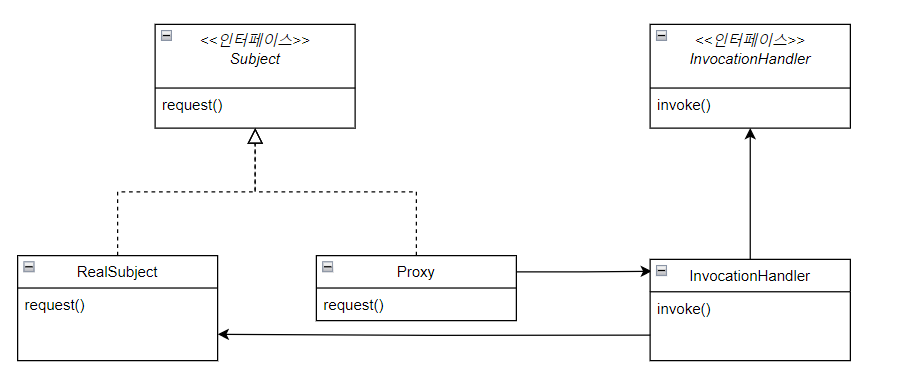 <<인터페이스>>
Subject
request()
<<인터페이스>>
InvocationHandler
invoke()
RealSubject
request()
Proxy
request()
InvocationHandler
invoke()